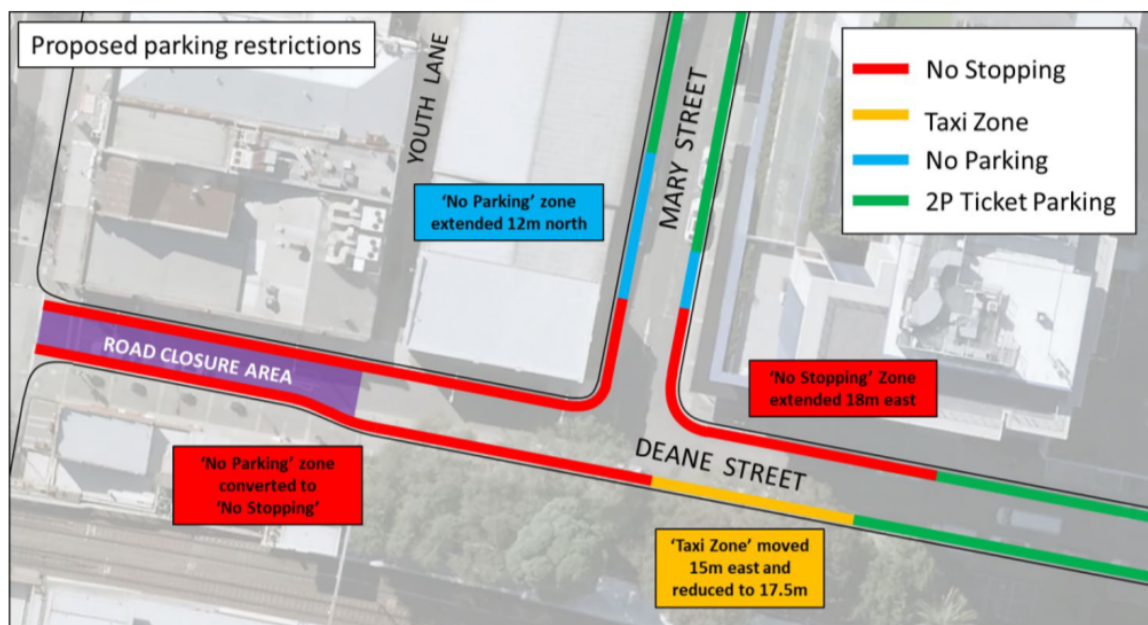 Proposed parking restrictions
YOUTH LANE
MARY STREET
No Stopping
Taxi Zone
No Parking
2P Ticket Parking
‘No Parking’ zone
extended 12m north
ROAD CLOSURE AREA
‘No Stopping’ Zone
extended 18m east
DEANE STREET
‘No Parking’ zone
converted to
‘No Stopping’
‘Taxi Zone’ moved
15m east and
reduced to 17.5m